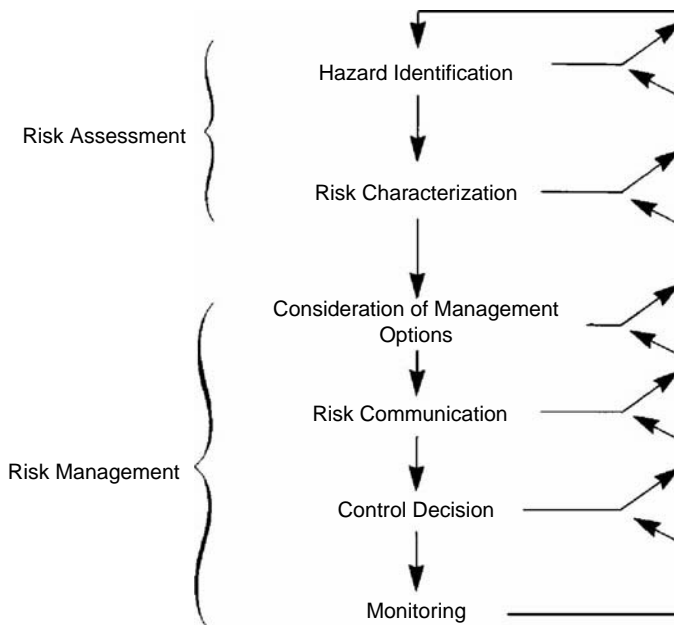 Hazard Identification
Risk Assessment
Risk Characterization
Consideration of Management
Options
Risk Communication
Risk Management
Control Decision
Monitoring